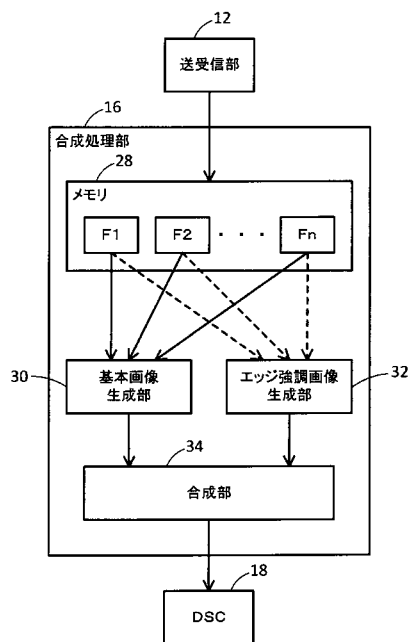 12
送受信部
16
合成処理部
28
メモリ
F1
F2
・・・
Fn
30
基本画像
生成部
エッジ強調画像
生成部
32
34
合成部
18
DSC